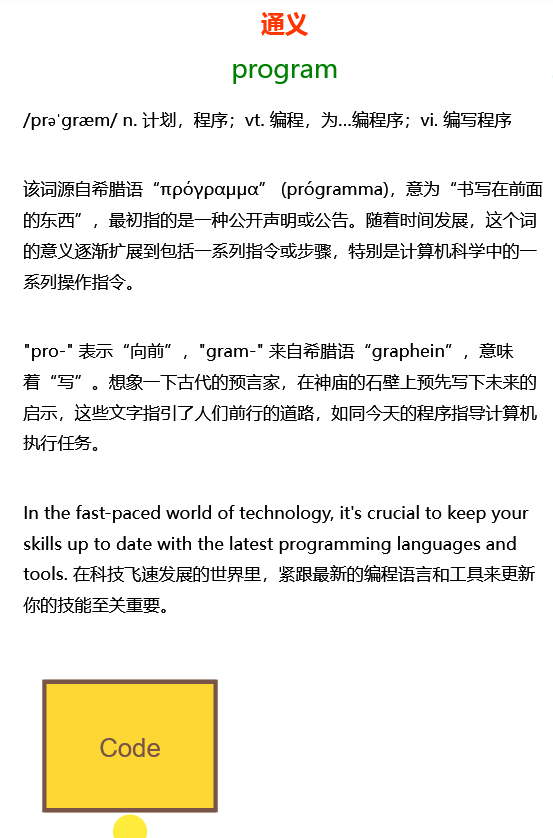 通义
program
/prəˈɡræm/ n. 计划，程序；vt. 编程，为...编程序；vi. 编写程序
该词源自希腊语“πρόγραμμα” (prógramma)，意为“书写在前面
的东西”，最初指的是一种公开声明或公告。随着时间发展，这个词
的意义逐渐扩展到包括一系列指令或步骤，特别是计算机科学中的一
系列操作指令。
"pro-" 表示“向前”，"gram-" 来自希腊语“graphein”，意味
着“写”。想象一下古代的预言家，在神庙的石壁上预先写下未来的
启示，这些文字指引了人们前行的道路，如同今天的程序指导计算机
执行任务。
In the fast-paced world of technology, it's crucial to keep your
skills up to date with the latest programming languages and
tools. 在科技飞速发展的世界里，紧跟最新的编程语言和工具来更新
你的技能至关重要。
Code